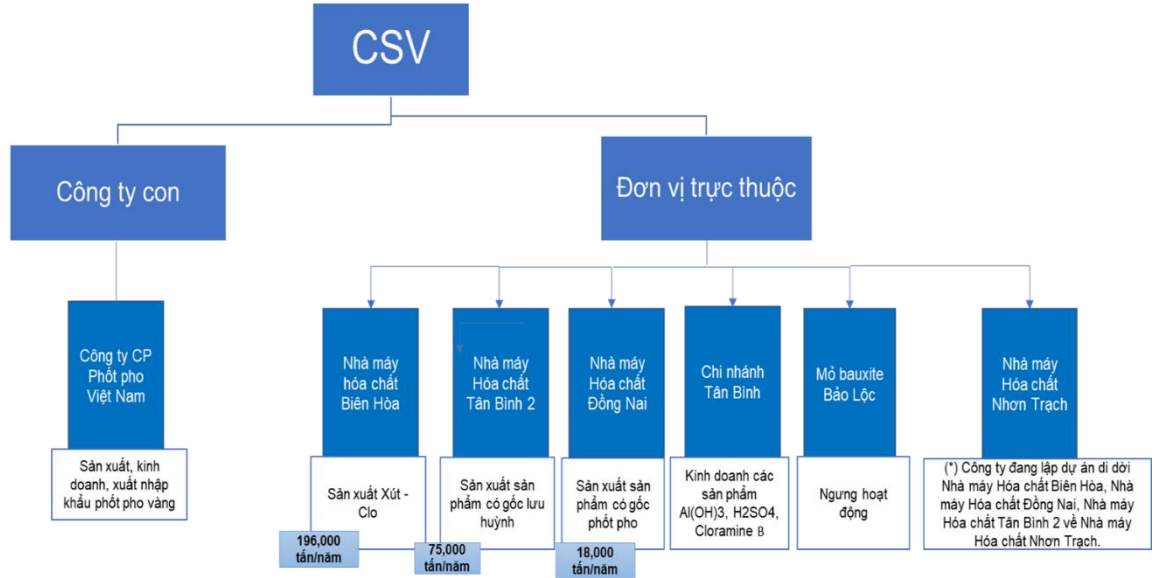 CSV
Công ty con
Đơn vị trực thuộc
Công ty CP
Phốt pho
Việt Nam
Sản xuất, kinh
doanh, xuất nhập
khẩu phốt pho vàng
Nhà máy
hóa chất
Biên Hòa
Sản xuất Xút -
Clo
196,000
tấn/năm
Nhà máy
Hóa chất
Tân Bình 2
Sản xuất sản
phẩm có gốc lưu
huỳnh
75,000
tấn/năm
Nhà máy
Hóa chất
Đồng Nai
Sản xuất sản
phẩm có gốc
phốt pho
18,000
tấn/năm
Chi nhánh
Tân Bình
Kinh doanh các
sản phẩm
Al(OH)3, H2SO4,
Cloramine B
Mỏ bauxite
Bảo Lộc
Ngưng hoạt
động
Nhà máy
Hóa chất
Nhơn Trạch
(*) Công ty đang lập dự án di dời
Nhà máy Hóa chất Biên Hòa, Nhà
máy Hóa chất Đồng Nai, Nhà máy
Hóa chất Tân Bình 2 về Nhà máy
Hóa chất Nhơn Trạch.